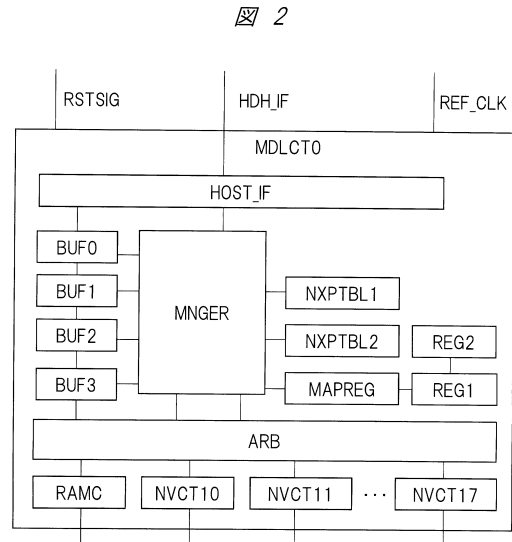 図 2
RSTSIG
HDH_IF
REF_CLK
MDLCT0
HOST_IF
BUF0
BUF1
BUF2
BUF3
MNGER
NXPTBL1
NXPTBL2
REG2
MAPREG
REG1
ARB
RAMC
NVCT10
NVCT11
···
NVCT17